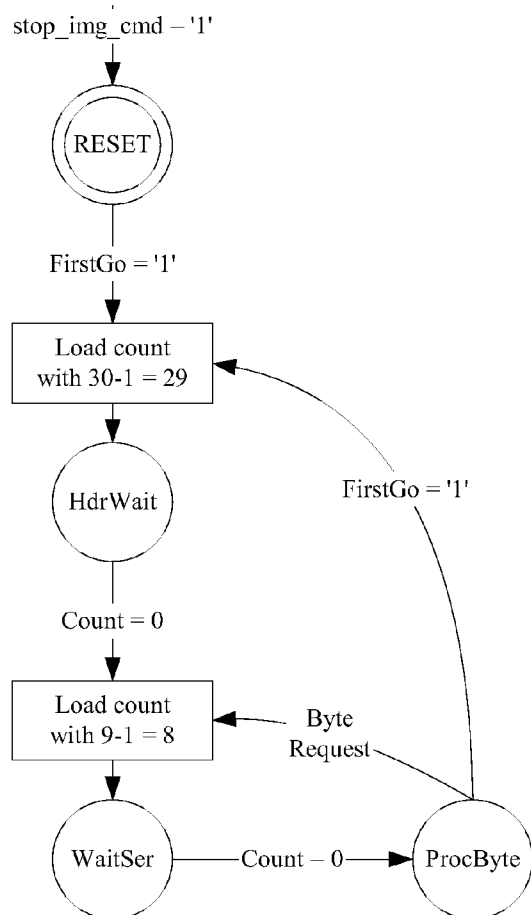 stop_img_cmd – '1'
RESET
FirstGo = '1'
Load count
with 30-1 = 29
HdrWait
FirstGo = '1'
Count = 0
Load count
with 9-1 = 8
Byte
Request
WaitSer
Count – 0
ProcByte